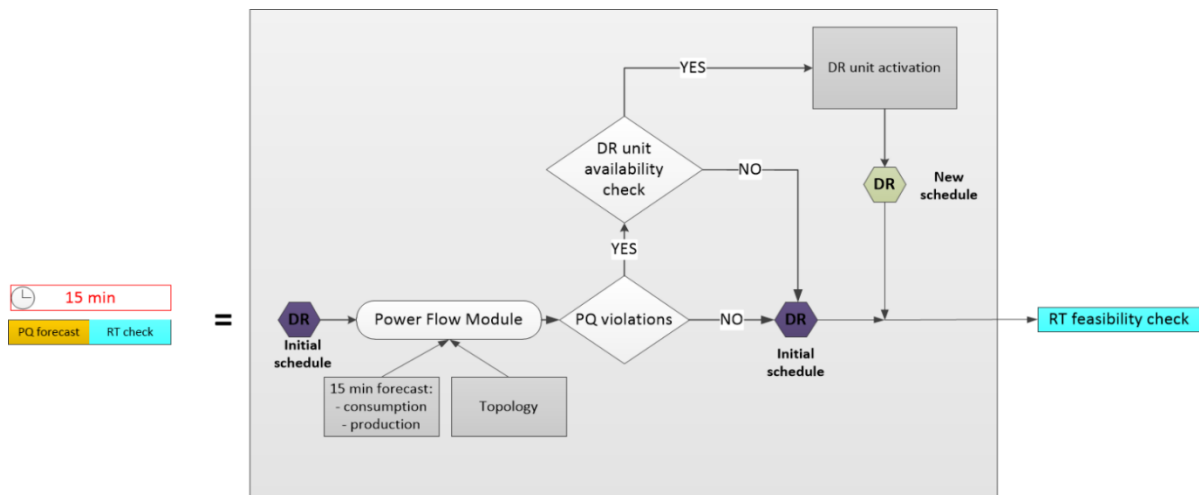 YES
DR unit activation
DR unit
availability
check
NO
DR
New
schedule
YES
15 min
PQ forecast
RT check
=
DR
Initial
schedule
Power Flow Module
PQ violations
NO
DR
Initial
schedule
RT feasibility check
15 min forecast:
- consumption
- production
Topology